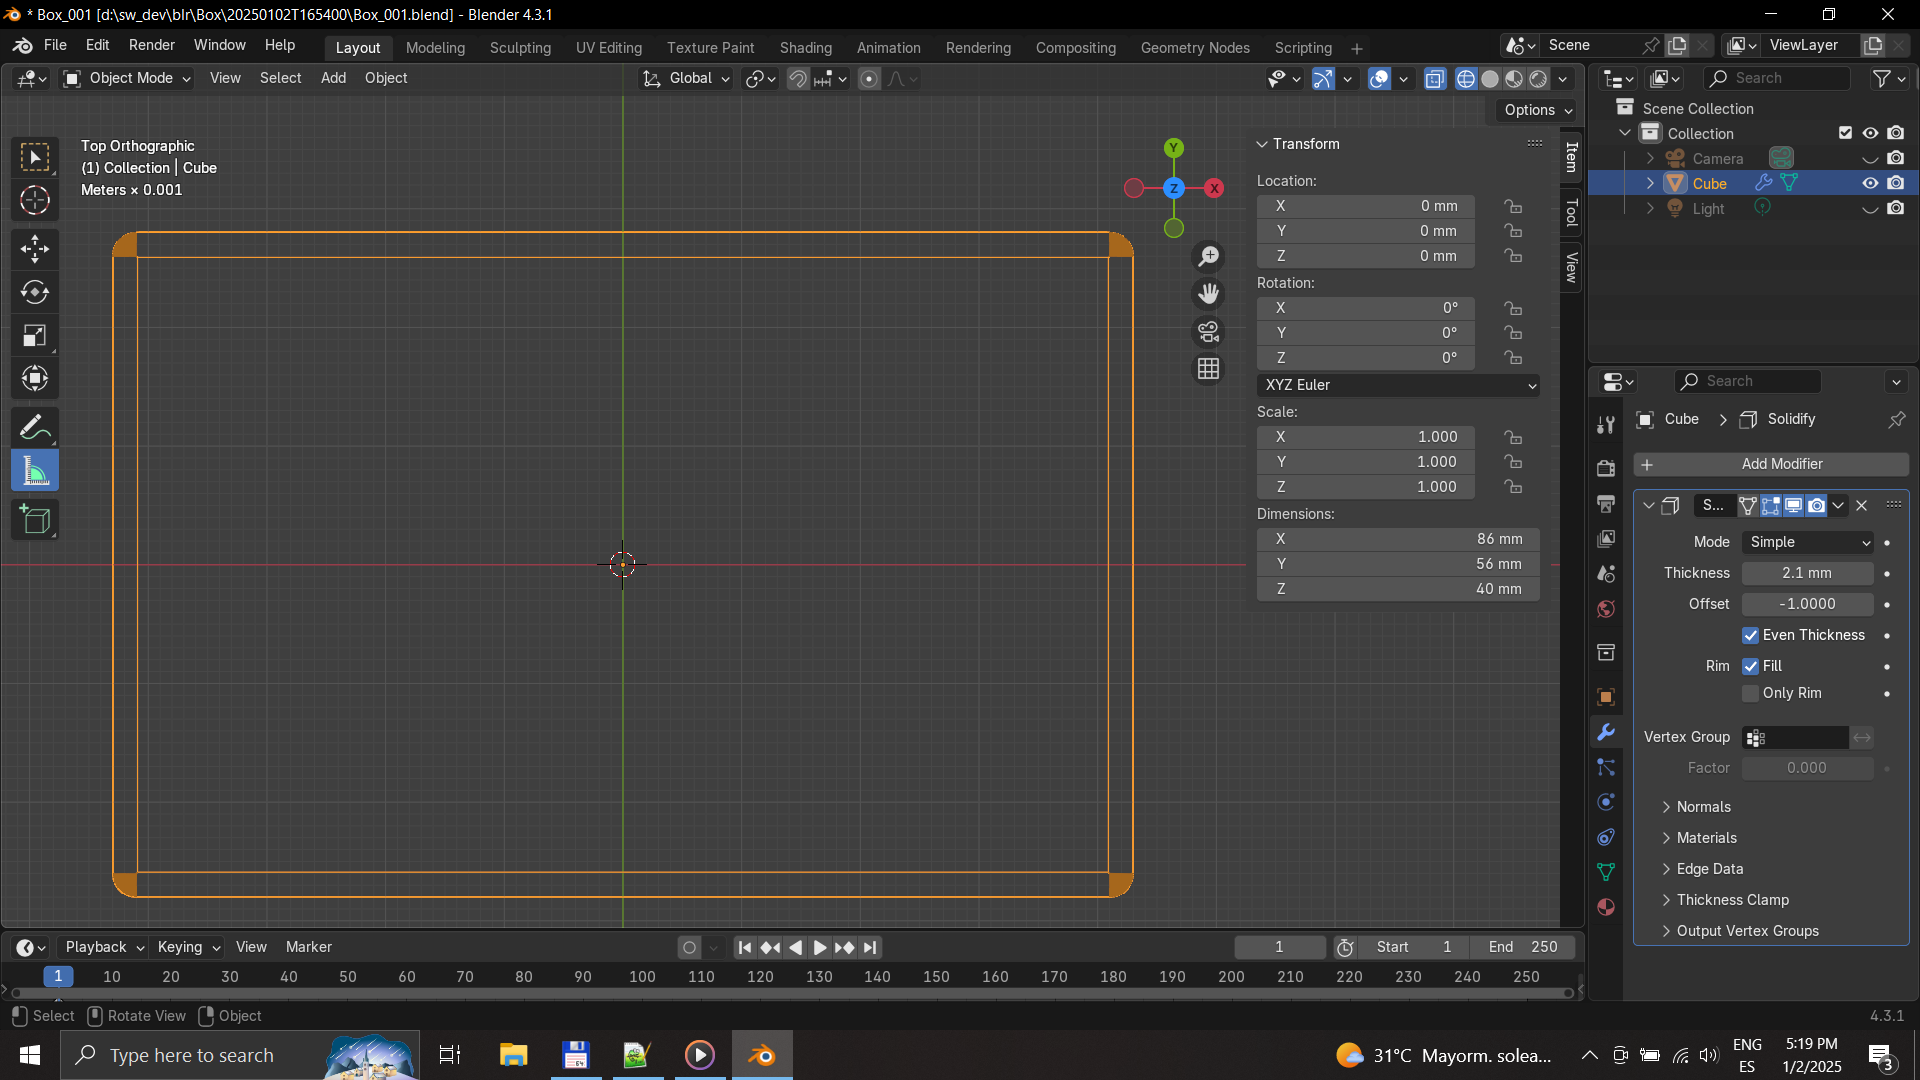 * Box_001 [d:\sw_dev\blr\Box\20250102T165400\Box_001.blend] - Blender 4.3.1
File Edit Render Window Help Layout Modeling Sculpting UV Editing Texture Paint Shading Animation Rendering Compositing Geometry Nodes Scripting Scene ViewLayer
Object Mode View Select Add Object Global Search
Options
Top Orthographic
(1) Collection | Cube
Meters × 0.001
Y
Z
X
Item
Tool
View
Transform
Location:
X 0 mm
Y 0 mm
Z 0 mm
Rotation:
X 0°
Y 0°
Z 0°
XYZ Euler
Scale:
X 1.000
Y 1.000
Z 1.000
Dimensions:
X 86 mm
Y 56 mm
Z 40 mm
Scene Collection
Collection
Camera
Cube
Light
Search
Cube > Solidify
Add Modifier
S...
Mode Simple
Thickness 2.1 mm
Offset -1.0000
Even Thickness
Rim Fill
Only Rim
Vertex Group
Factor 0.000
Normals
Materials
Edge Data
Thickness Clamp
Output Vertex Groups
Playback Keying View Marker 1 Start 1 End 250
1 10 20 30 40 50 60 70 80 90 100 110 120 130 140 150 160 170 180 190 200 210 220 230 240 250
Select Rotate View Object 4.3.1
Type here to search 31°C Mayorm. solea... ENG ES 5:19 PM 1/2/2025 3
64